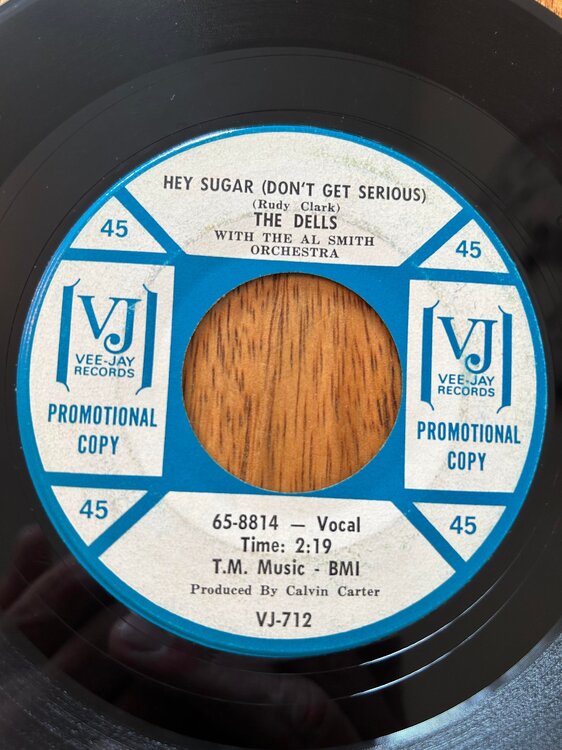 HEY SUGAR (DON'T GET SERIOUS)
(Rudy Clark)
THE DELLS
WITH THE AL SMITH
ORCHESTRA
45
45
VJ
VEE-JAY
RECORDS
PROMOTIONAL
COPY
VJ
VEE-JAY
RECORDS
PROMOTIONAL
COPY
45
45
65-8814 — Vocal
Time: 2:19
T.M. Music - BMI
Produced By Calvin Carter
VJ-712